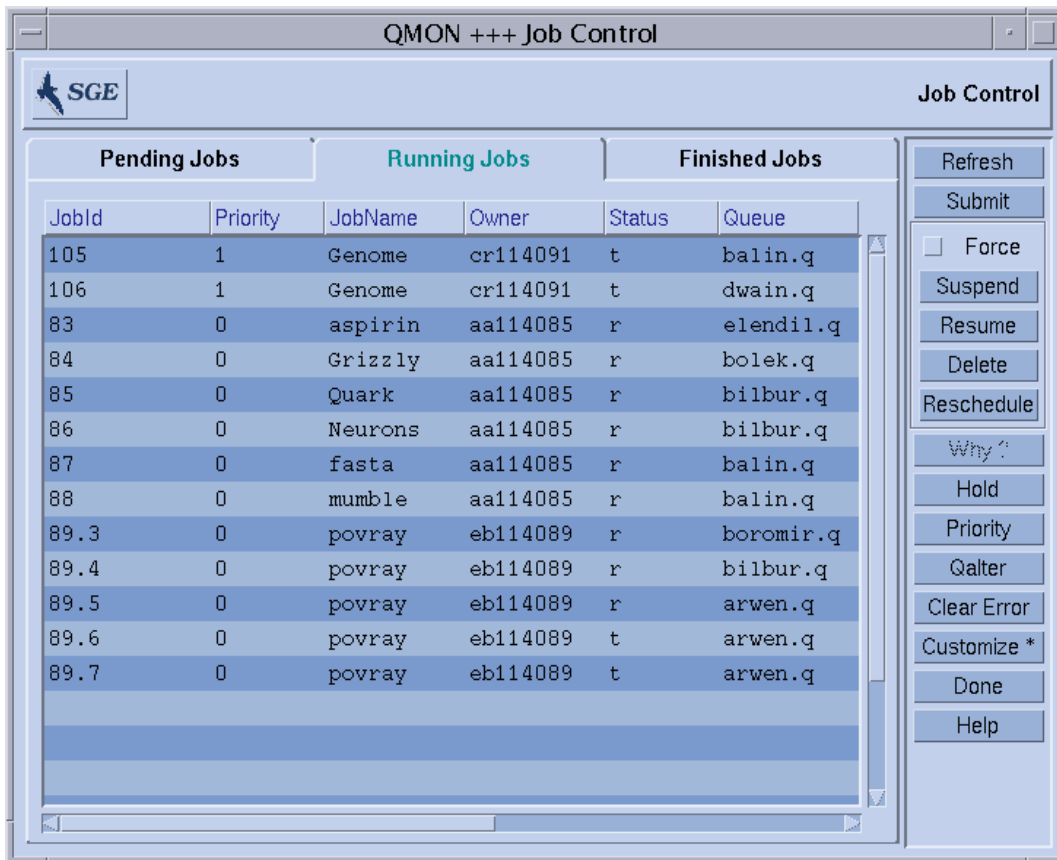 QMON +++ Job Control
SGE
Job Control
Pending Jobs Running Jobs Finished Jobs
JobId Priority JobName Owner Status Queue
105 1 Genome cr114091 t balin.q
106 1 Genome cr114091 t dwain.q
83 0 aspirin aa114085 r elendil.q
84 0 Grizzly aa114085 r bolek.q
85 0 Quark aa114085 r bilbur.q
86 0 Neurons aa114085 r bilbur.q
87 0 fasta aa114085 r balin.q
88 0 mumble aa114085 r balin.q
89.3 0 povray eb114089 r boromir.q
89.4 0 povray eb114089 r bilbur.q
89.5 0 povray eb114089 r arwen.q
89.6 0 povray eb114089 t arwen.q
89.7 0 povray eb114089 t arwen.q
Refresh
Submit
Force
Suspend
Resume
Delete
Reschedule
Why ?
Hold
Priority
Qalter
Clear Error
Customize *
Done
Help